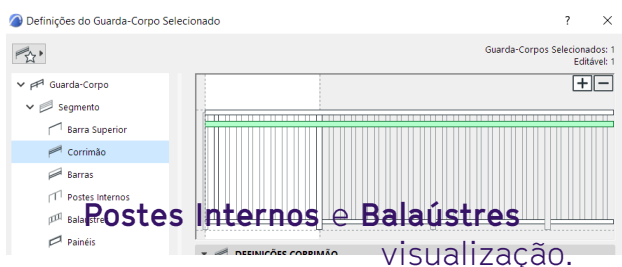 Definições do Guarda-Corpo Selecionado
? ×
Guarda-Corpos Selecionados: 1
Editável: 1
Guarda-Corpo
Segmento
Barra Superior
Corrimão
Barras
Postes Internos
Balaústres
Painéis
Postes Internos e Balaústres
visualização.
DEFINIÇÕES CORRIMÃO